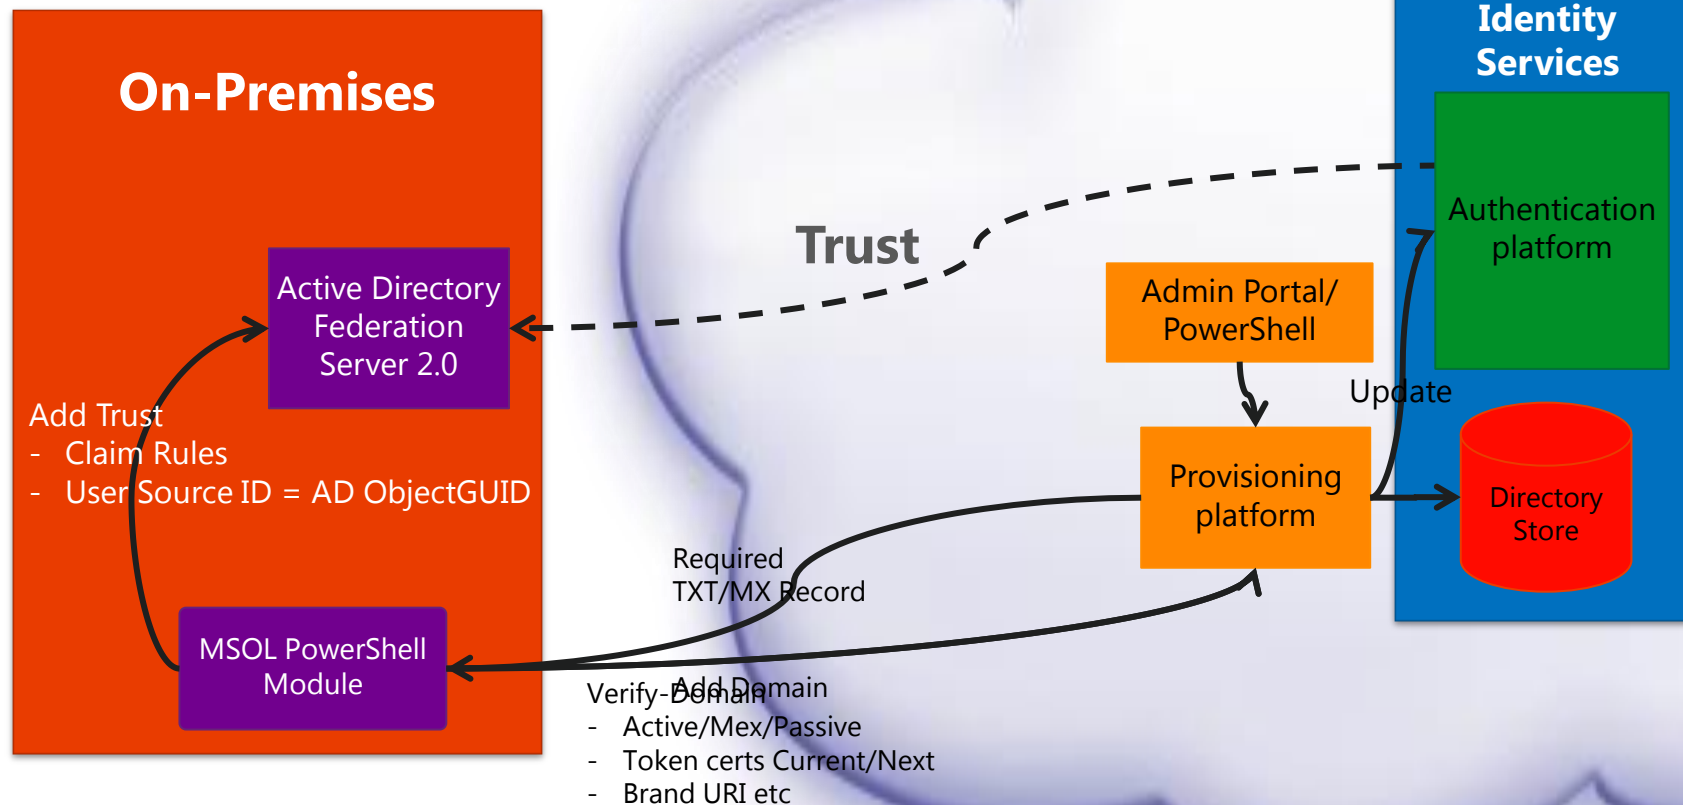 On-Premises
Identity
Services
Authentication
platform
Trust
Active Directory
Federation
Server 2.0
Admin Portal/
PowerShell
Update
Add Trust
- Claim Rules
- User Source ID = AD ObjectGUID
Provisioning
platform
Directory
Store
Required
TXT/MX Record
MSOL PowerShell
Module
Add Domain
Verify-Domain
- Active/Mex/Passive
- Token certs Current/Next
- Brand URI etc